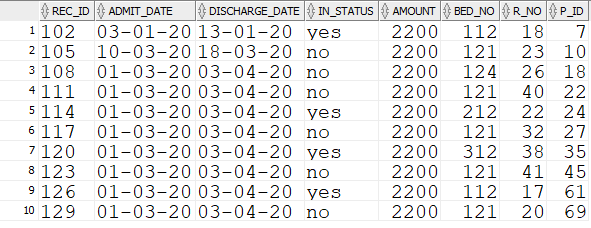 REC_ID ADMIT_DATE DISCHARGE_DATE IN_STATUS AMOUNT BED_NO R_NO P_ID
1 102 03-01-20 13-01-20 yes 2200 112 18 7
2 105 10-03-20 18-03-20 no 2200 121 23 10
3 108 01-03-20 03-04-20 no 2200 124 26 18
4 111 01-03-20 03-04-20 no 2200 121 40 22
5 114 01-03-20 03-04-20 yes 2200 212 22 24
6 117 01-03-20 03-04-20 no 2200 121 32 27
7 120 01-03-20 03-04-20 yes 2200 312 38 35
8 123 01-03-20 03-04-20 no 2200 121 41 45
9 126 01-03-20 03-04-20 yes 2200 112 17 61
10 129 01-03-20 03-04-20 no 2200 121 20 69